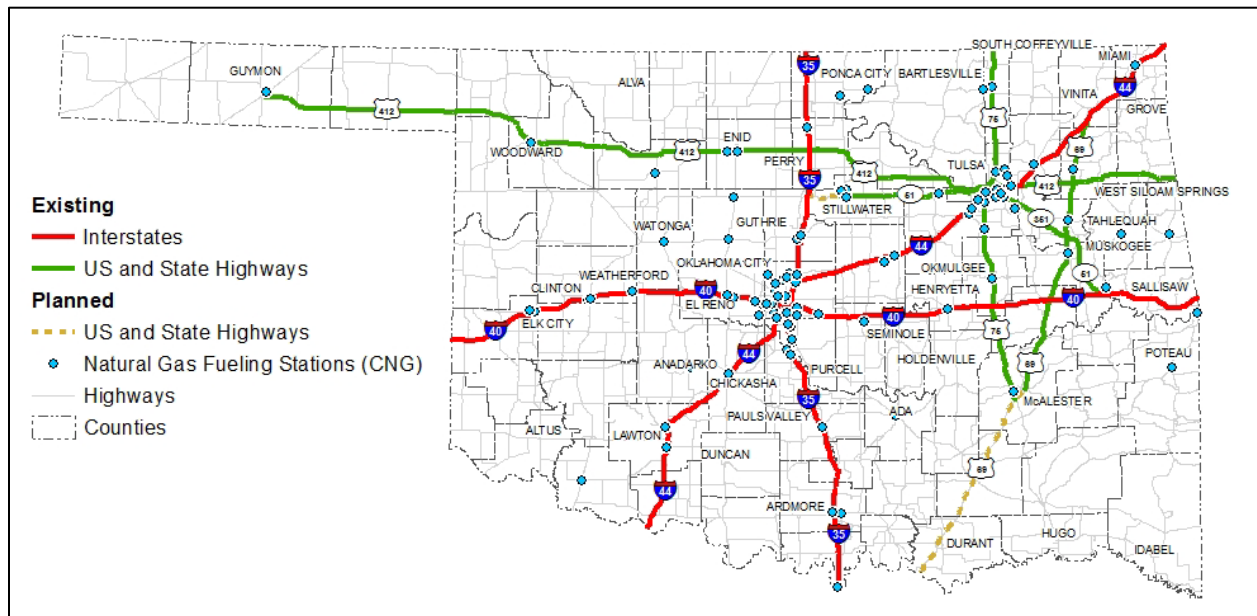 SOUTH COFFEYVILLE
MIAMI
GUYMON
ALVA
35
PONCA CITY
BARTLESVILLE
44
VINITA
GROVE
412
75
WOODWARD
412
ENID
PERRY
69
TULSA
35
412
412
WEST SILOAM SPRINGS
51
STILLWATER
Existing
Interstates
US and State Highways
Planned
US and State Highways
Natural Gas Fueling Stations (CNG)
Highways
Counties
WATONGA
GUTHRIE
351
TAHLEQUAH
MUSKOGEE
44
OKLAHOMA CITY
OKMULGEE
51
WEATHERFORD
CLINTON
40
EL RENO
HENRYETTA
40
SALLISAW
ELK CITY
40
40
SEMINOLE
75
44
HOLDENVILLE
POTEAU
ANADARKO
PURCELL
69
CHICKASHA
35
McALESTER
PAULS VALLEY
ADA
ALTUS
LAWTON
DUNCAN
69
44
ARDMORE
35
DURANT
HUGO
IDABEL